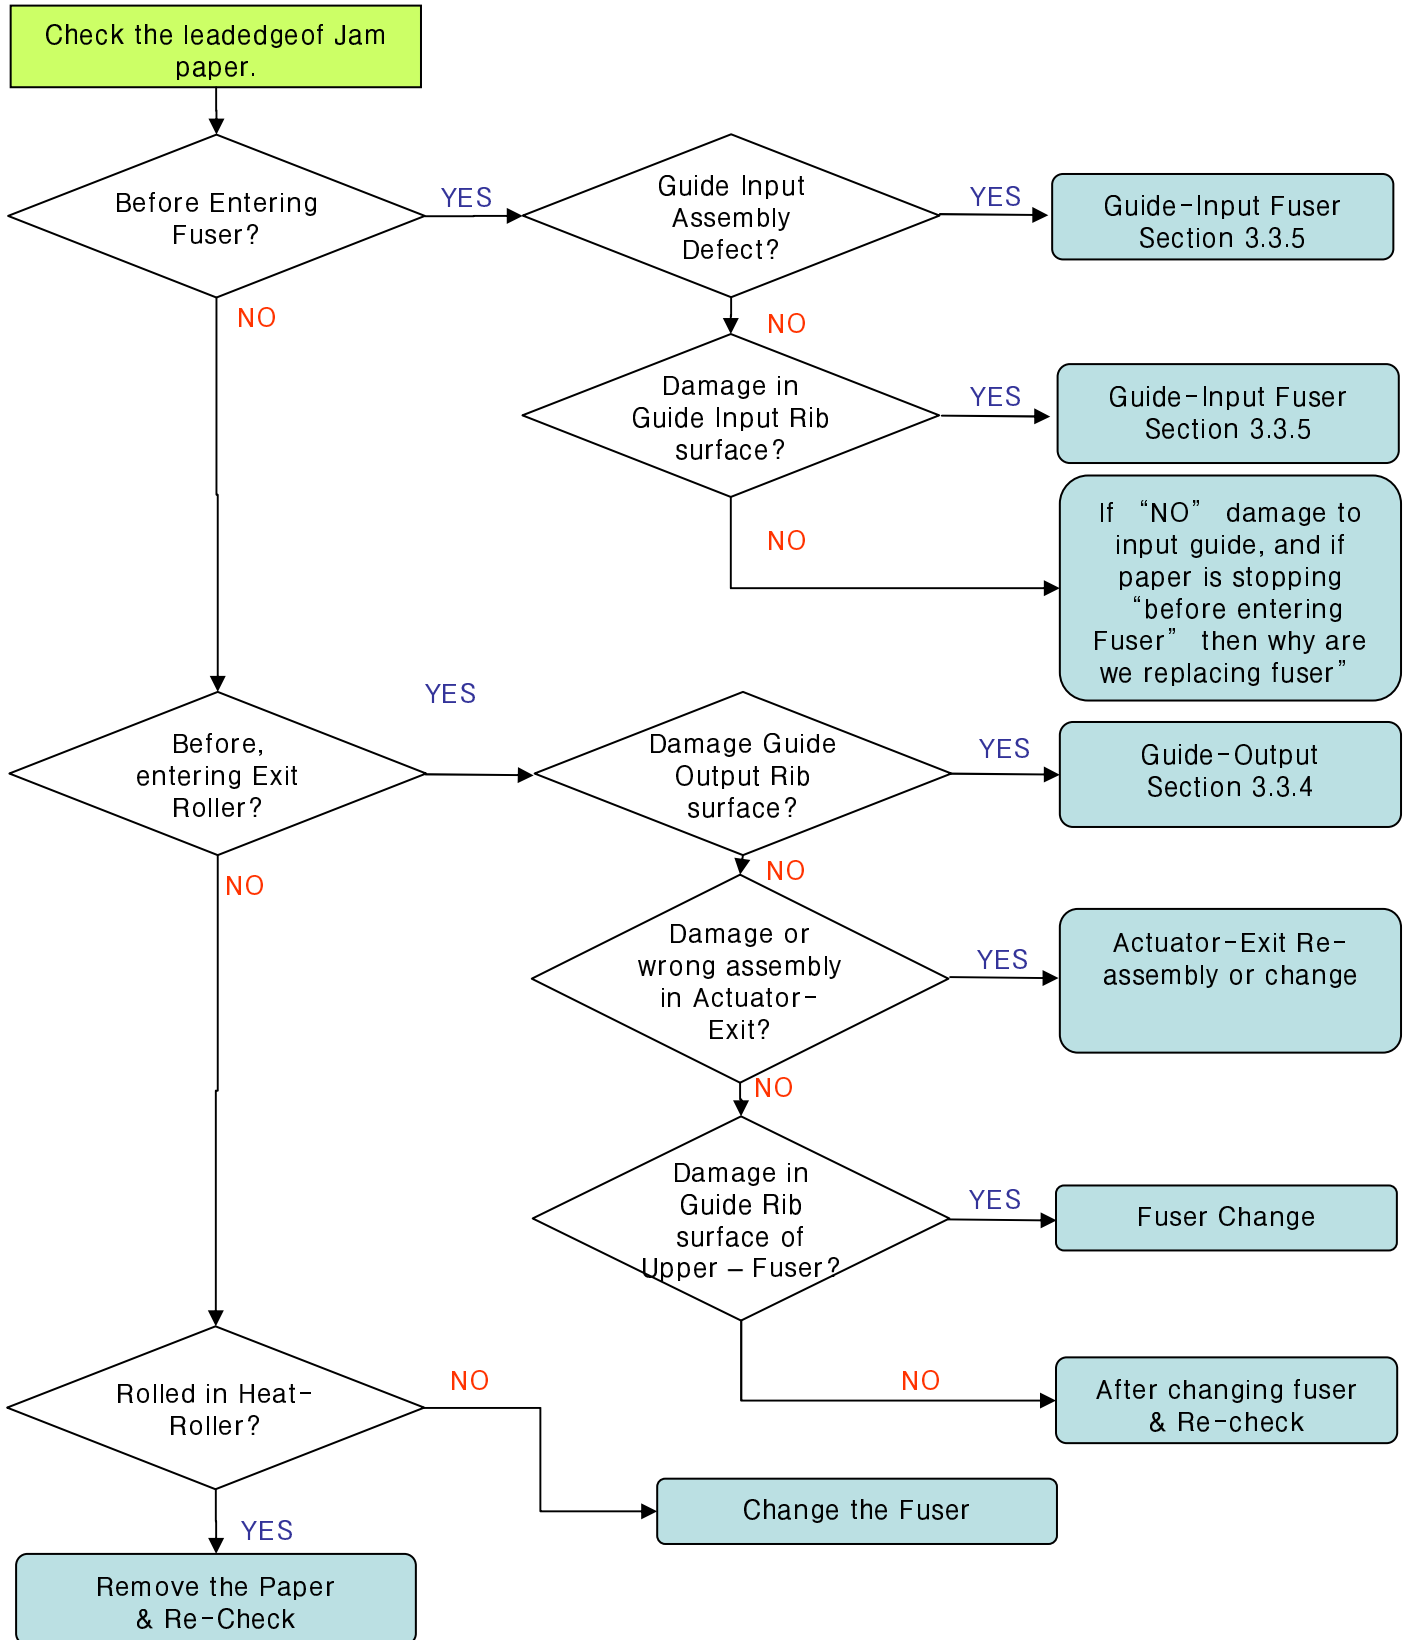 Check the leadedgeof Jam
paper.
Before Entering
Fuser?
YES
Guide Input
Assembly
Defect?
YES
Guide-Input Fuser
Section 3.3.5
NO
NO
Damage in
Guide Input Rib
surface?
YES
Guide-Input Fuser
Section 3.3.5
NO
If “NO” damage to
input guide, and if
paper is stopping
“before entering
Fuser” then why are
we replacing fuser”
Before,
entering Exit
Roller?
YES
Damage Guide
Output Rib
surface?
YES
Guide-Output
Section 3.3.4
NO
NO
Damage or
wrong assembly
in Actuator-
Exit?
YES
Actuator-Exit Re-
assembly or change
NO
Damage in
Guide Rib
surface of
Upper – Fuser?
YES
Fuser Change
NO
After changing fuser
& Re-check
Rolled in Heat-
Roller?
NO
Change the Fuser
YES
Remove the Paper
& Re-Check